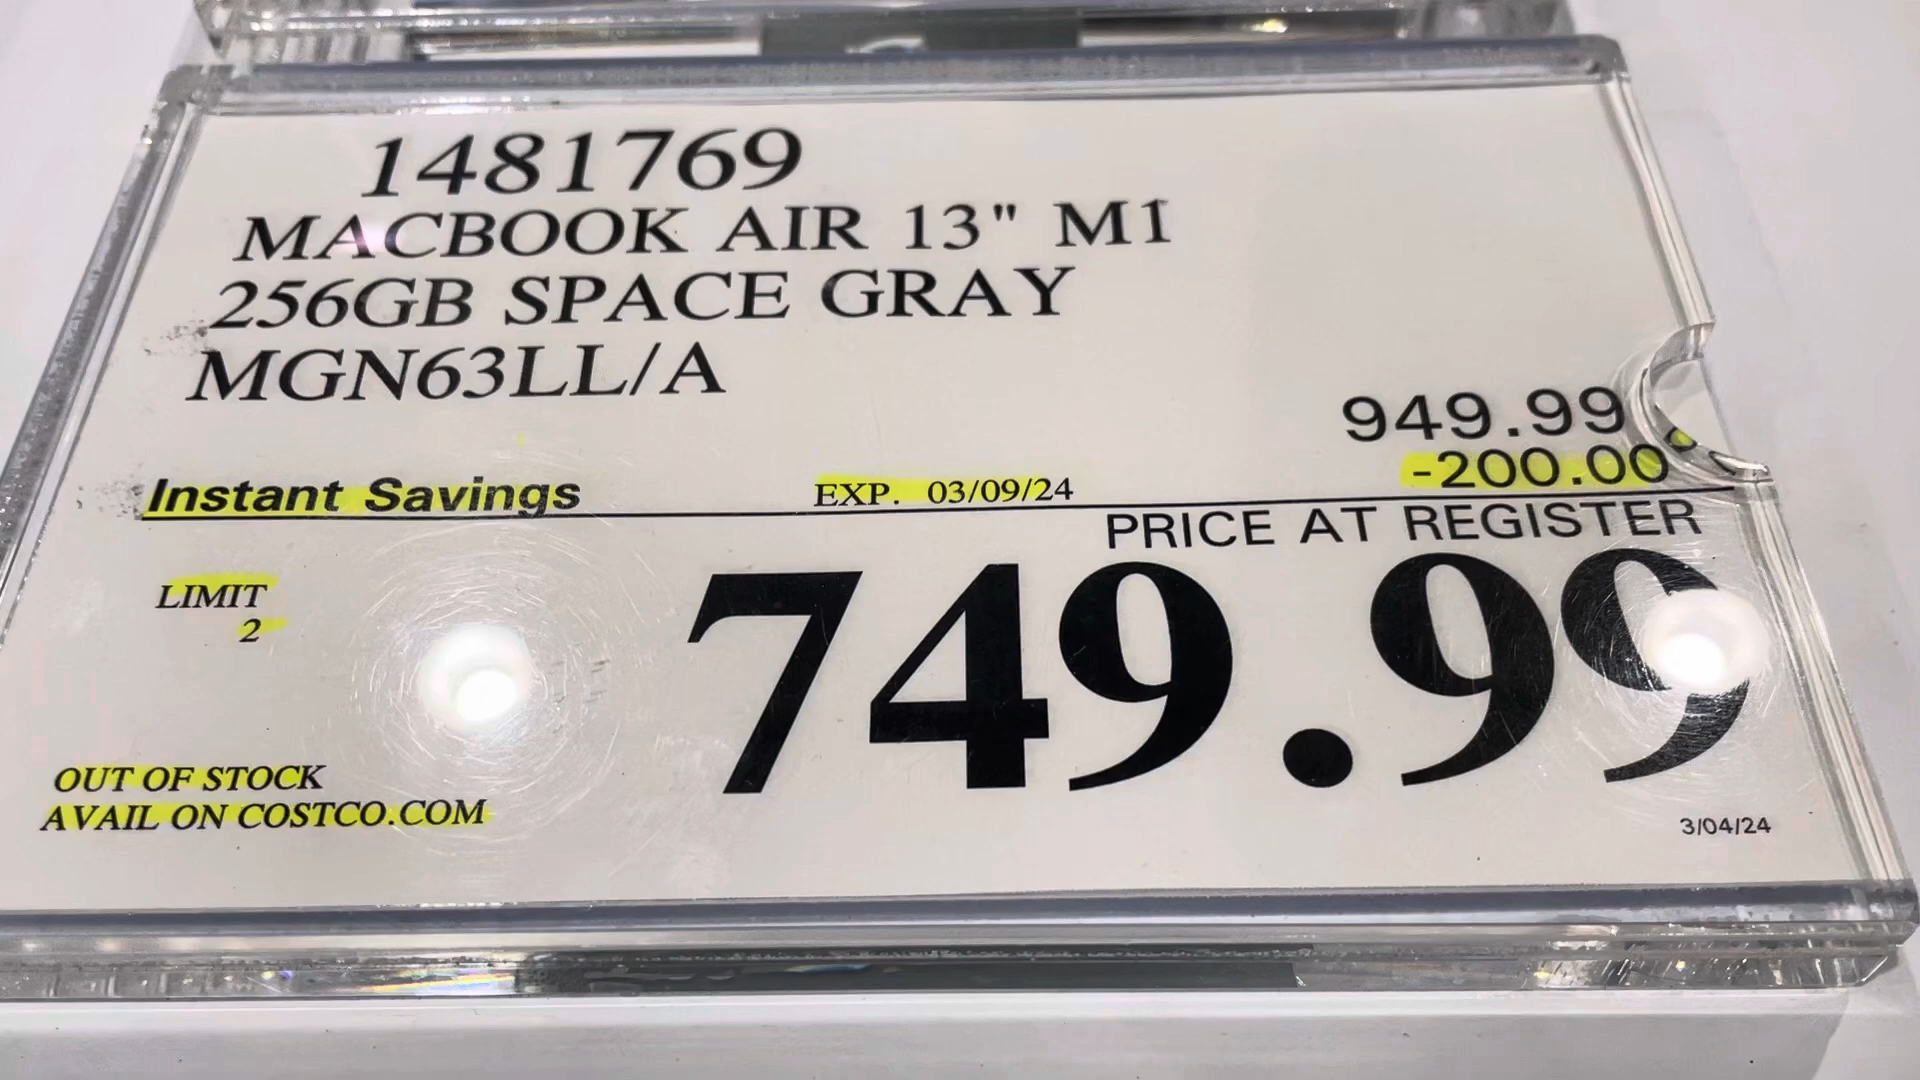 1481769
MACBOOK AIR 13" M1
256GB SPACE GRAY
MGN63LL/A
949.99
-200.00
Instant Savings EXP. 03/09/24
PRICE AT REGISTER
749.99
LIMIT
2
OUT OF STOCK
AVAIL ON COSTCO.COM
3/04/24